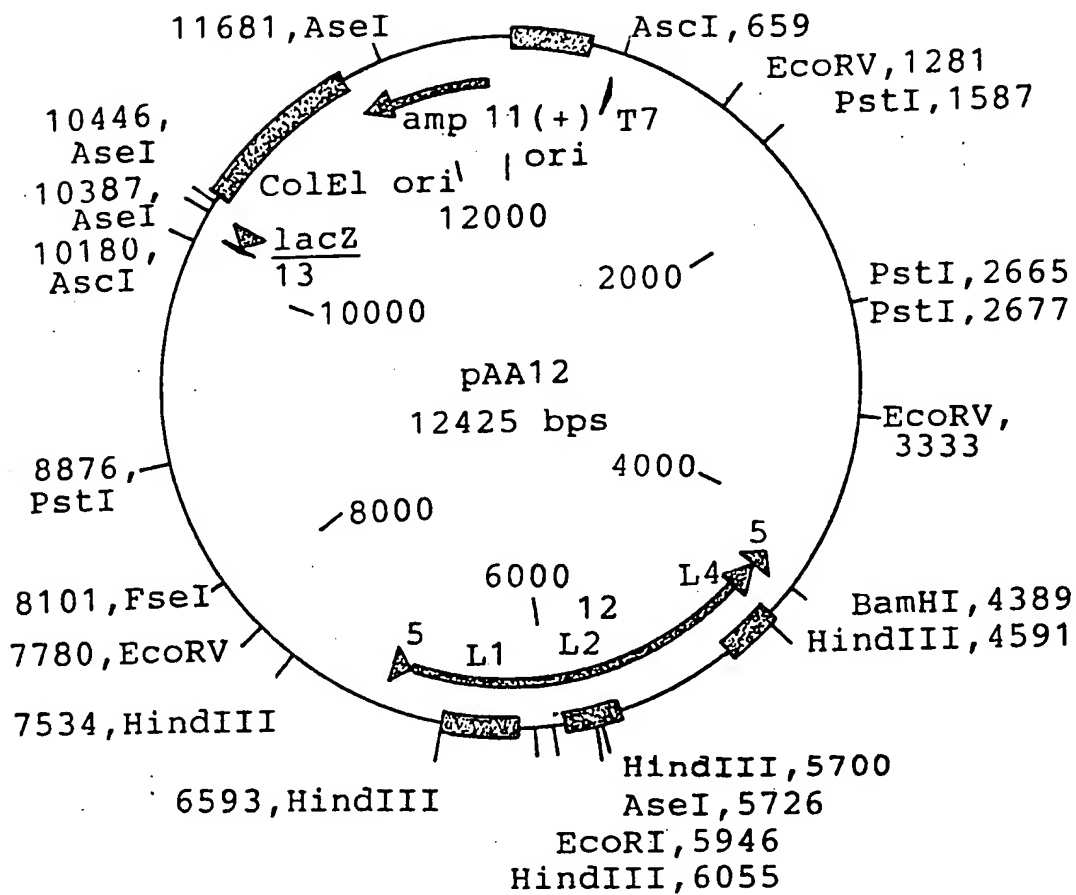 11681,AseI
AscI,659
EcoRV,1281
PstI,1587
10446,
AseI
10387,
AseI
10180,
AscI
amp 11(+) T7
ori
ColEl ori
12000
lacZ
13
10000
2000
PstI,2665
PstI,2677
pAA12
12425 bps
EcoRV,
3333
8876,
PstI
4000
8000
5
6000
L4
12
8101,FseI
BamHI,4389
7780,EcoRV
5
L1
L2
HindIII,4591
7534,HindIII
HindIII,5700
6593,HindIII
AseI,5726
EcoRI,5946
HindIII,6055